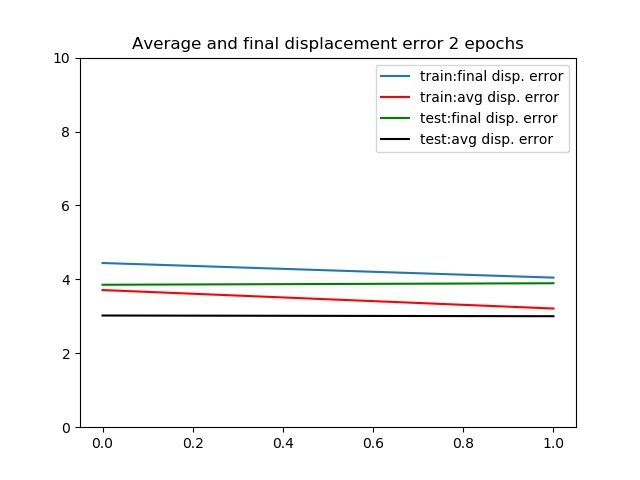 Average and final displacement error 2 epochs
train:final disp. error
train:avg disp. error
test:final disp. error
test:avg disp. error
10
8
6
4
2
0
0.0 0.2 0.4 0.6 0.8 1.0